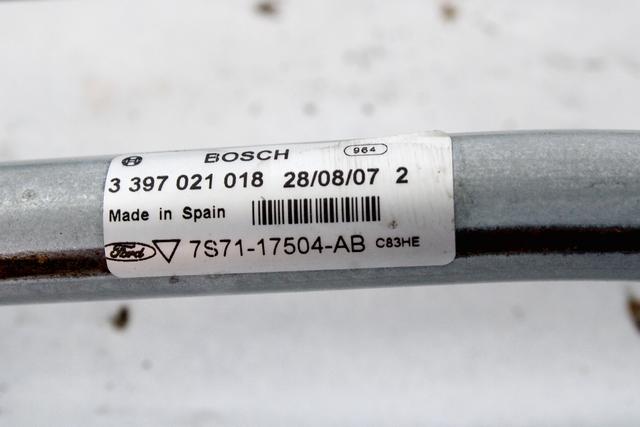 BOSCH 964
3 397 021 018 28/08/07 2
Made in Spain
Ford 7S71-17504-AB C83HE